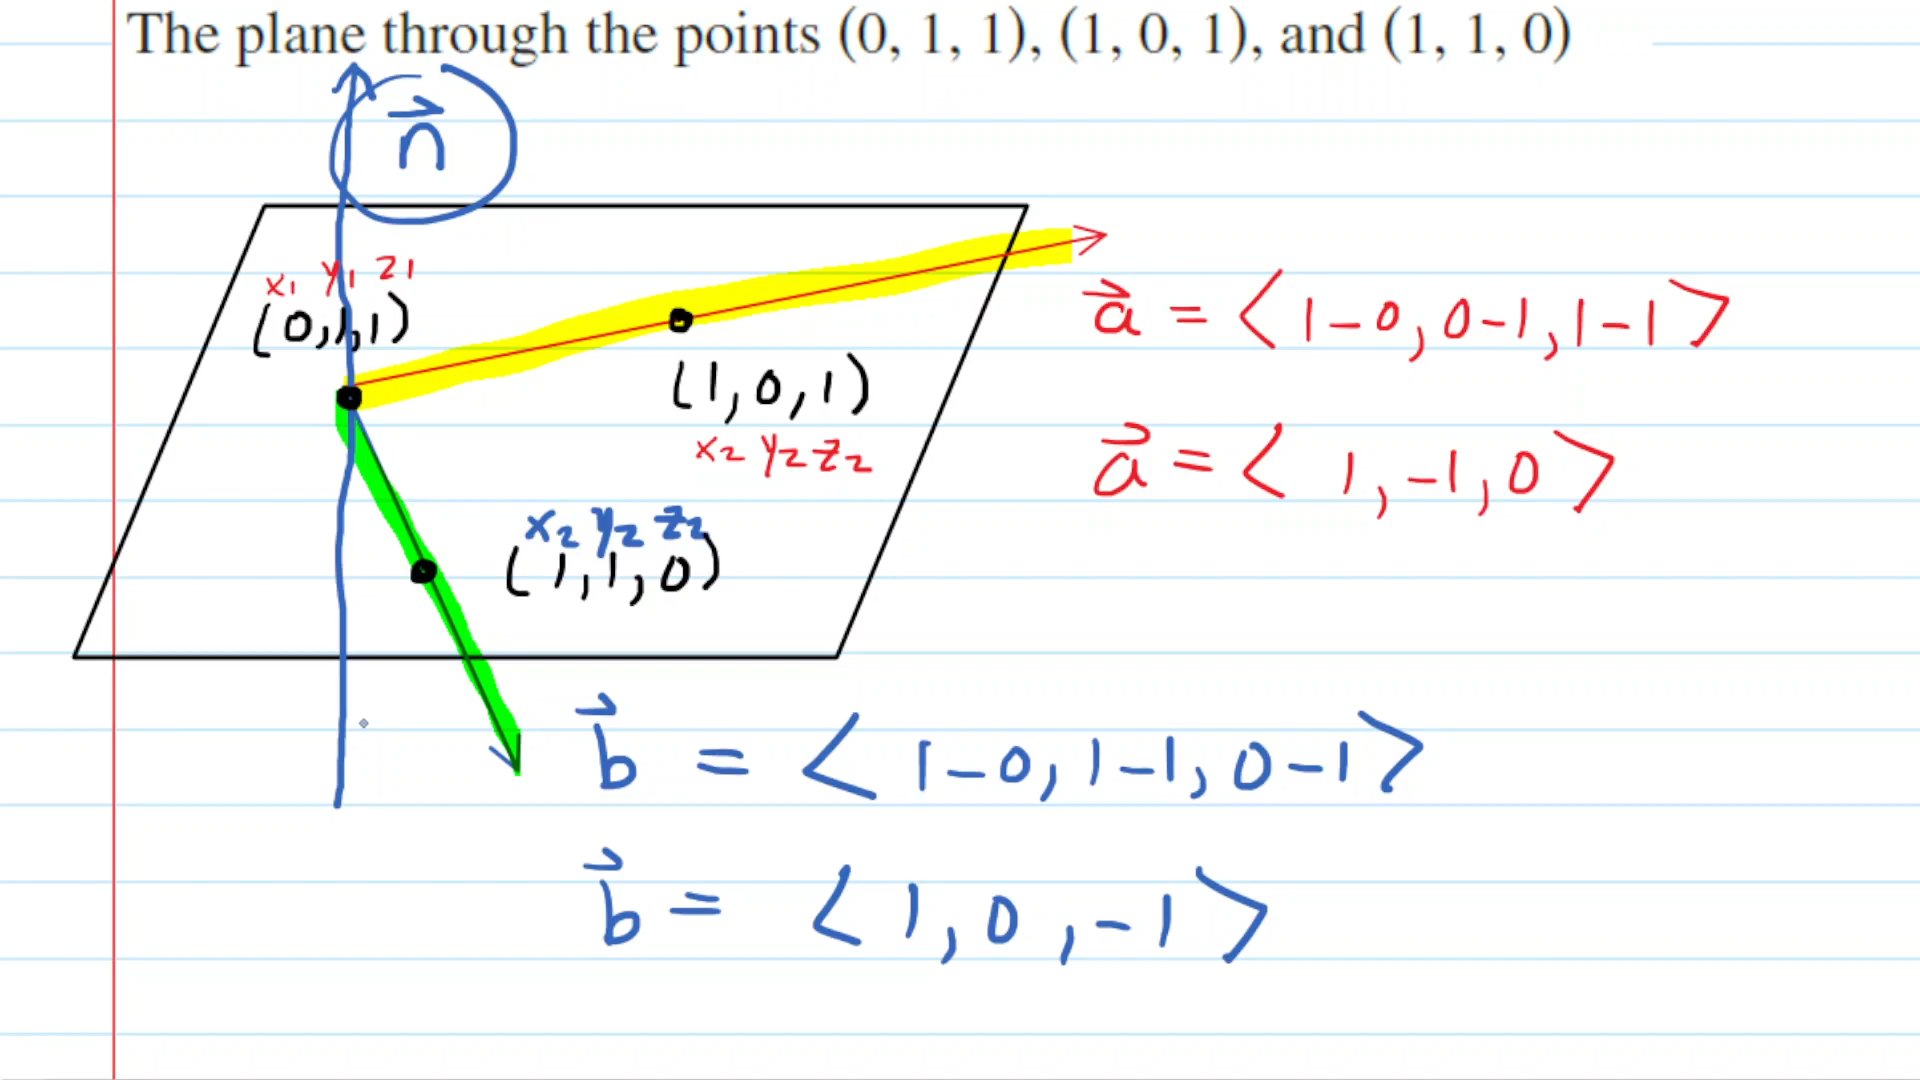 The plane through the points (0, 1, 1), (1, 0, 1), and (1, 1, 0)
n⃗
x₁ y₁ z₁
(0,1,1)
a⃗ = ⟨1-0, 0-1, 1-1⟩
(1,0,1)
x₂ y₂ z₂
a⃗ = ⟨1, -1, 0⟩
x₂ y₂ z₂
(1,1,0)
b⃗ = ⟨1-0, 1-1, 0-1⟩
b⃗ = ⟨1, 0, -1⟩